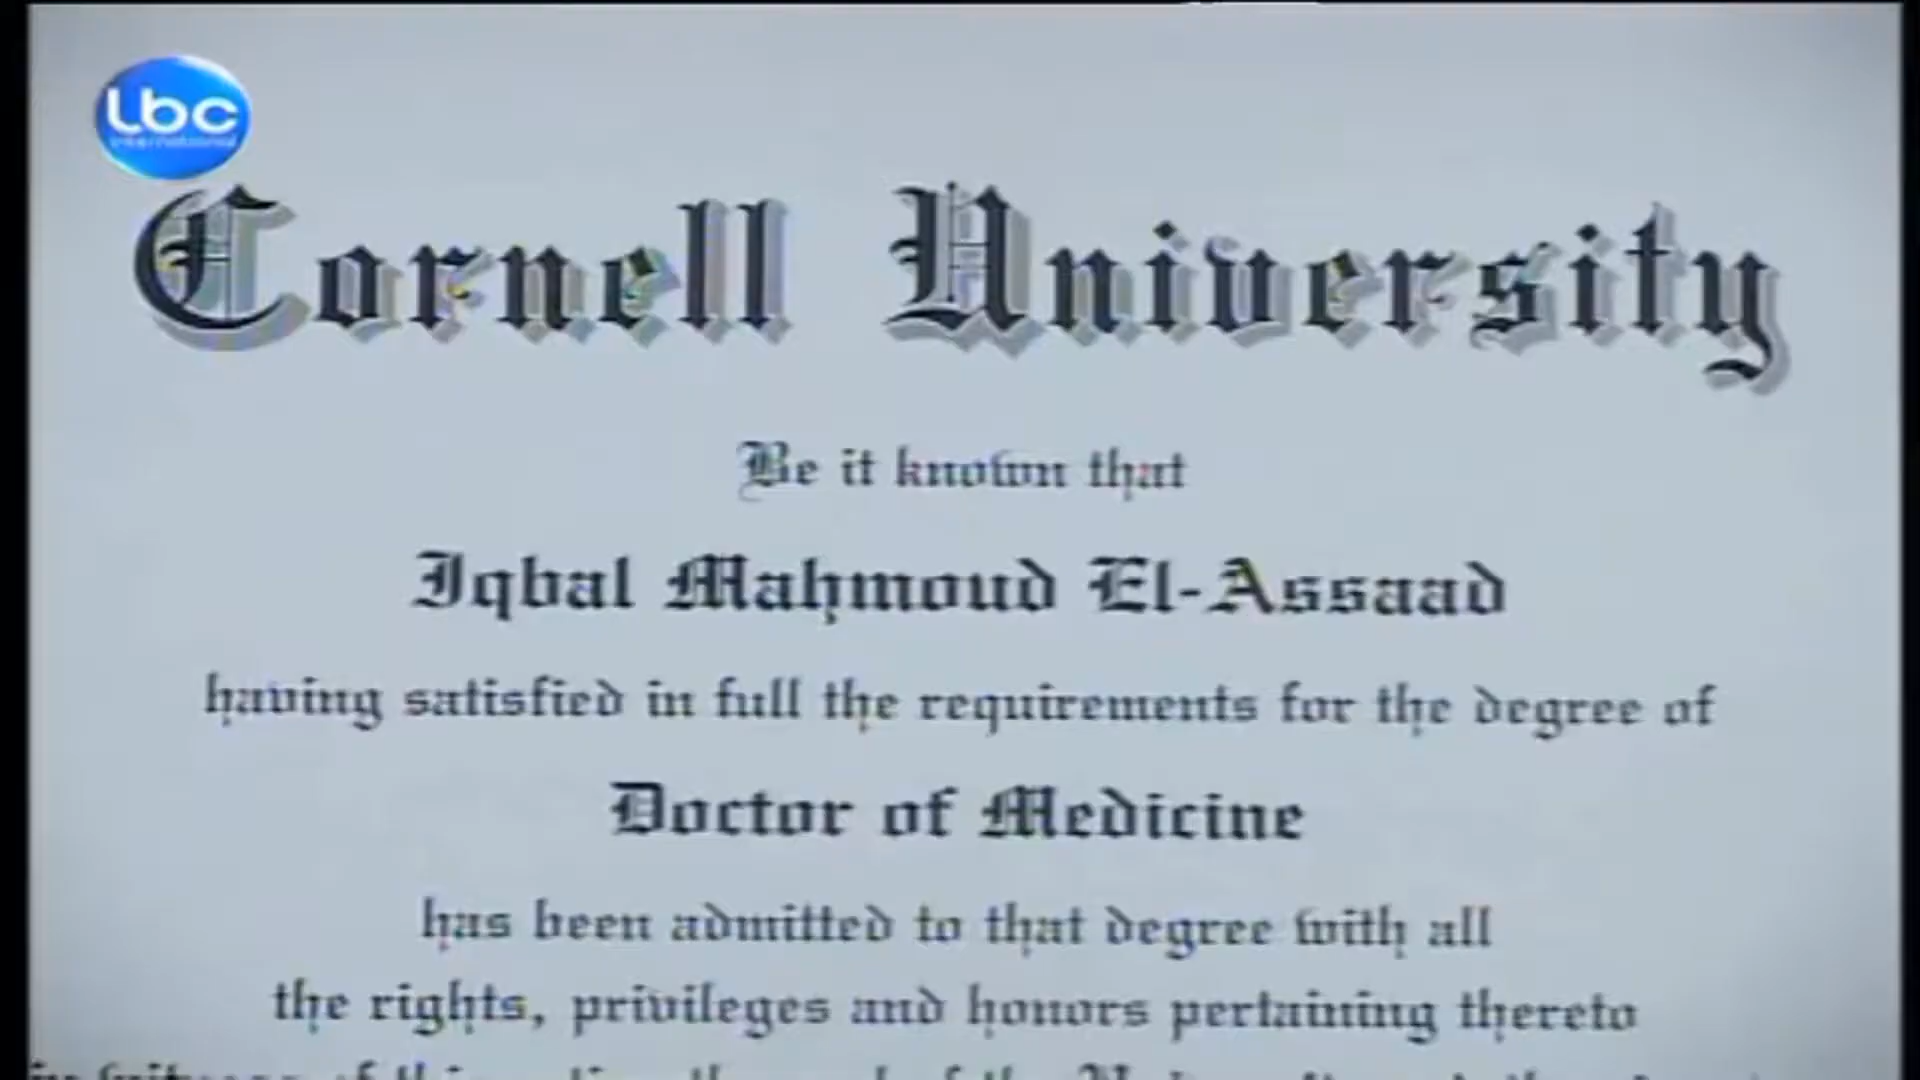 lbc
international
Cornell University
Be it known that
Iqbal Mahmoud El-Assaad
having satisfied in full the requirements for the degree of
Doctor of Medicine
has been admitted to that degree with all
the rights, privileges and honors pertaining thereto